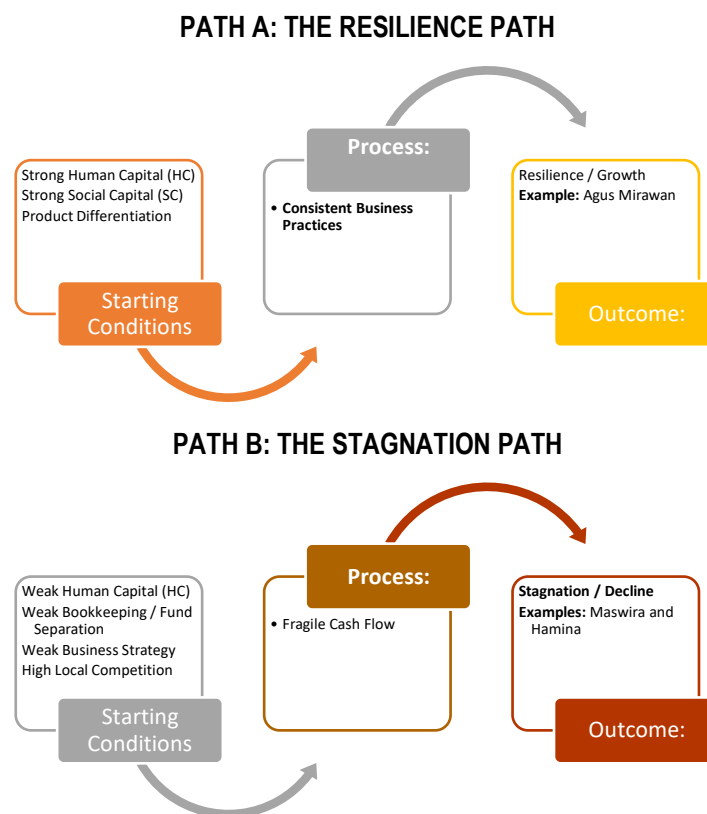 PATH A: THE RESILIENCE PATH
Process:
Strong Human Capital (HC)
Strong Social Capital (SC)
Product Differentiation
Starting
Conditions
• Consistent Business
Practices
Resilience / Growth
Example: Agus Mirawan
Outcome:
PATH B: THE STAGNATION PATH
Process:
Weak Human Capital (HC)
Weak Bookkeeping / Fund
Separation
Weak Business Strategy
High Local Competition
Starting
Conditions
• Fragile Cash Flow
Stagnation / Decline
Examples: Maswira and
Hamina
Outcome: